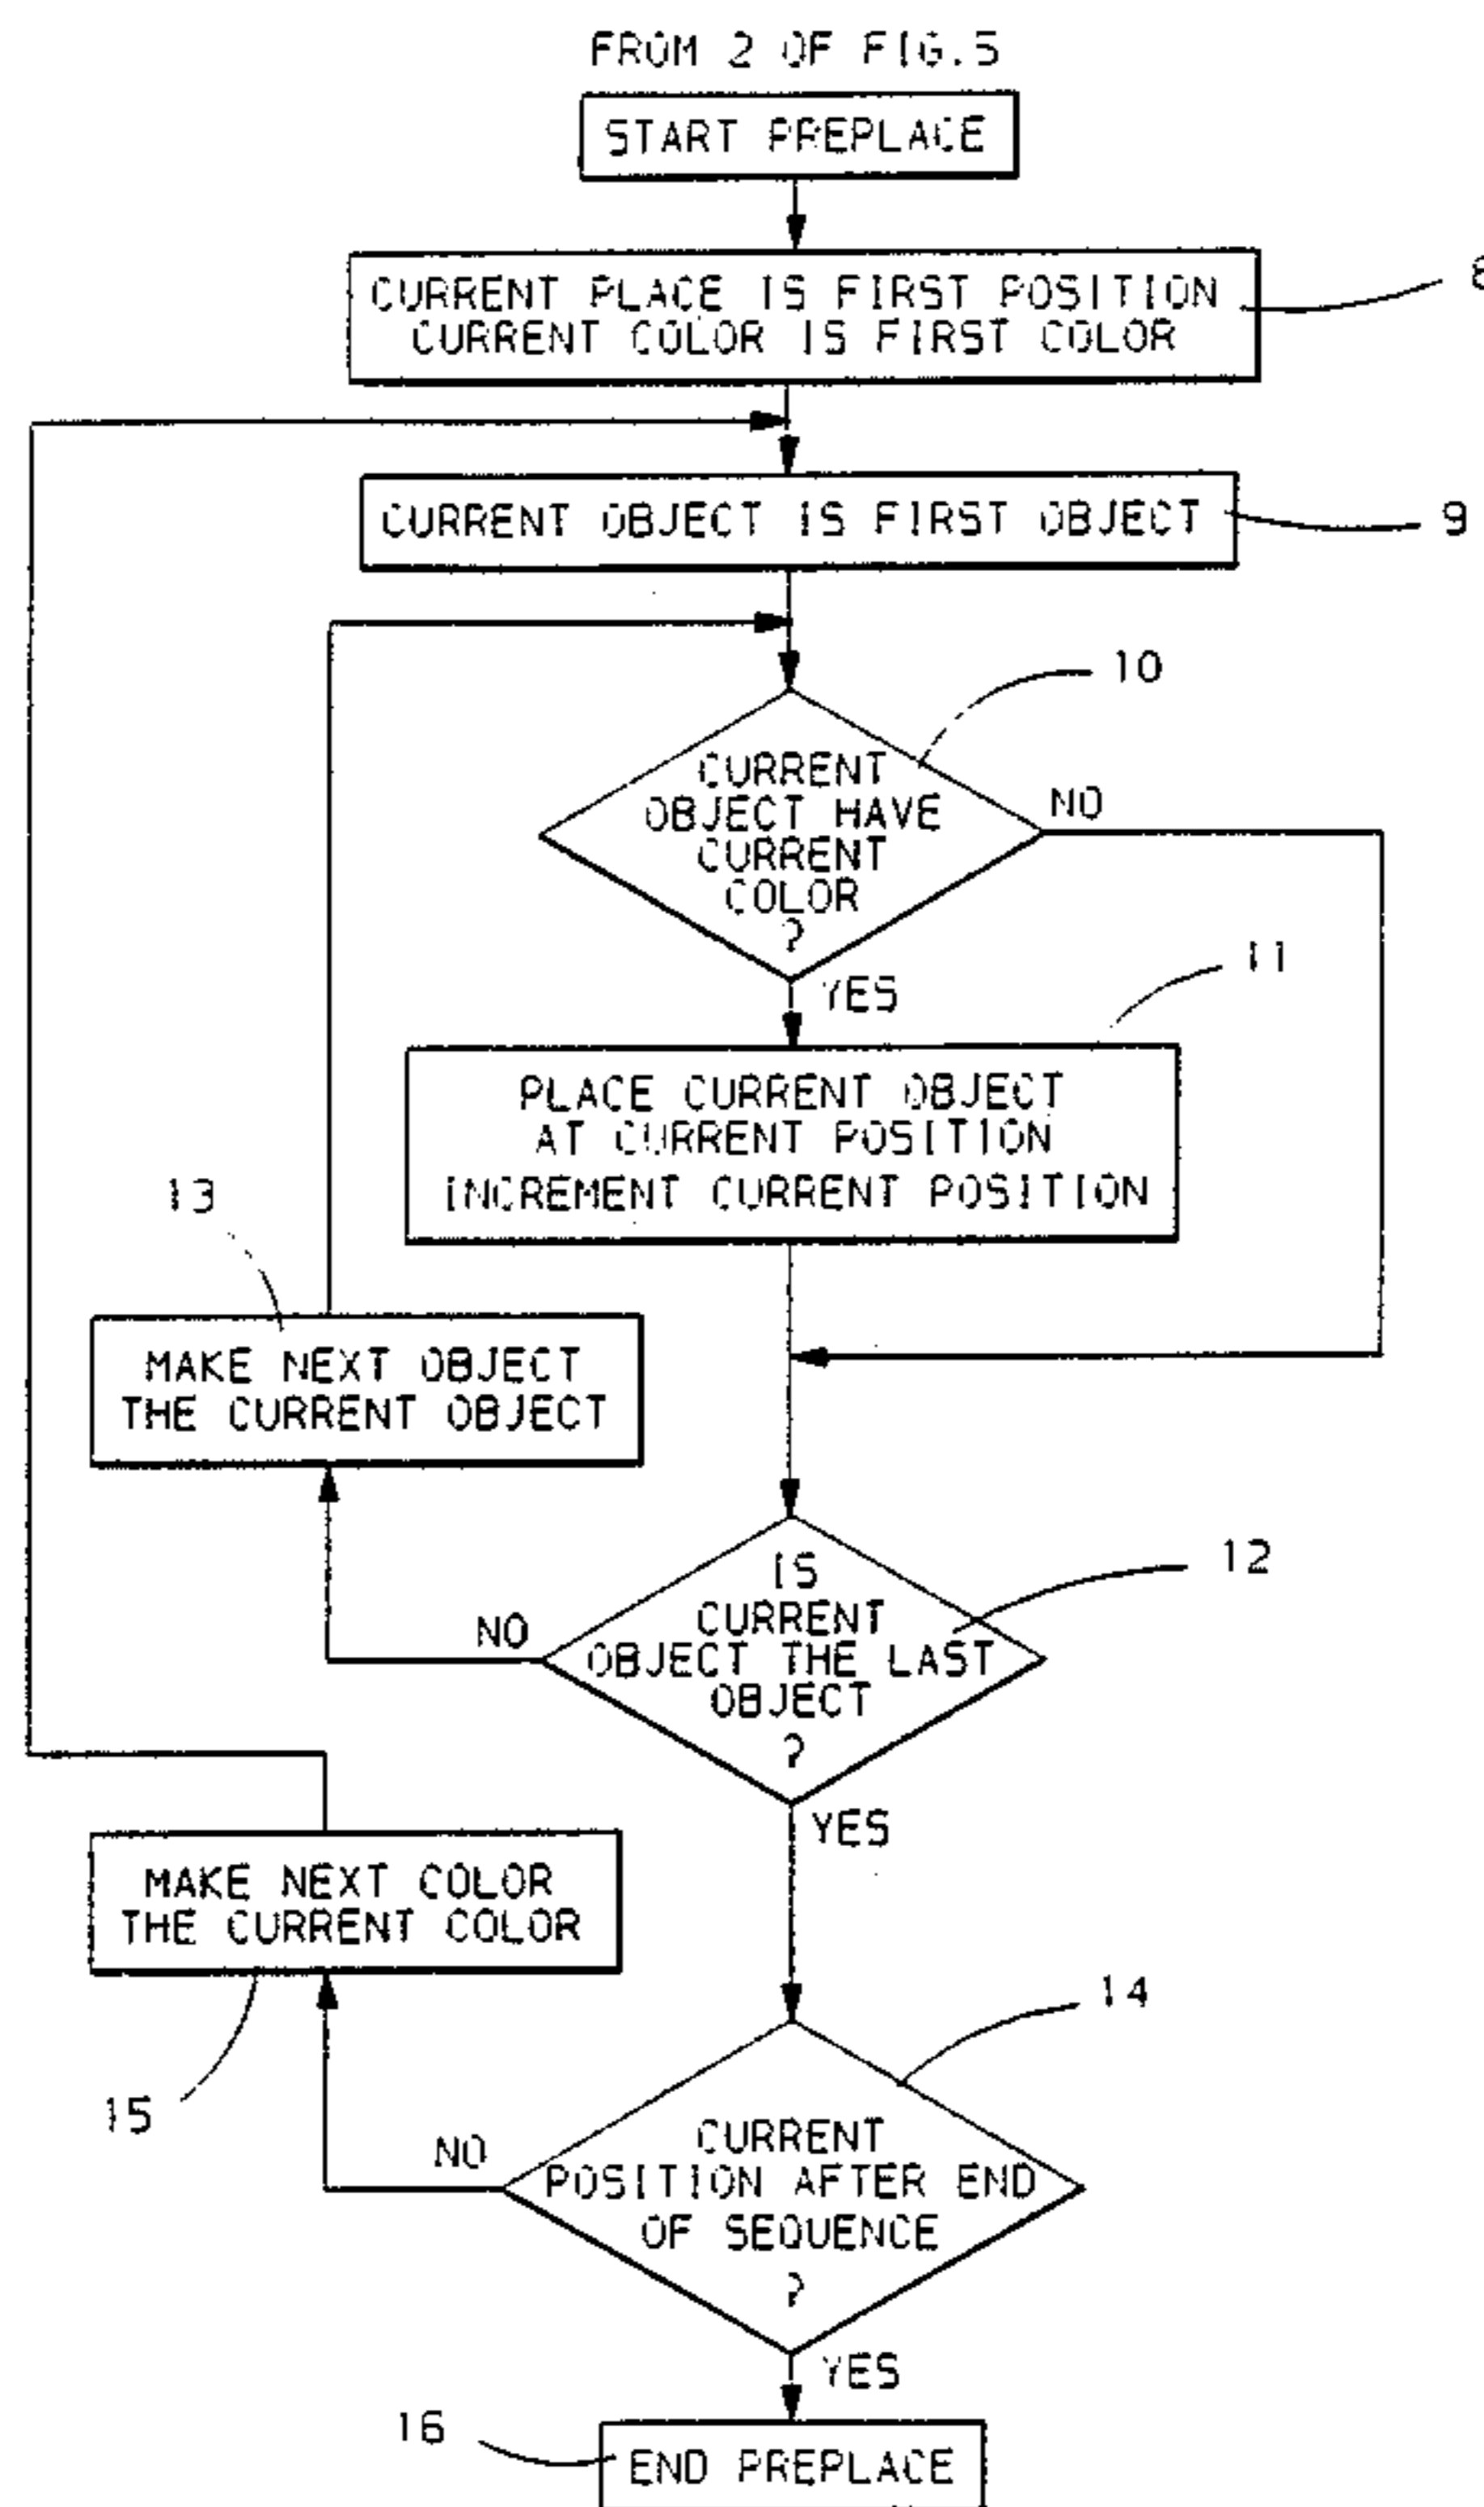 FROM 2 OF FIG.5
START PREPLACE
CURRENT PLACE IS FIRST POSITION
CURRENT COLOR IS FIRST COLOR
CURRENT OBJECT IS FIRST OBJECT
9
10
CURRENT
OBJECT HAVE
CURRENT
COLOR
?
NO
YES
11
PLACE CURRENT OBJECT
AT CURRENT POSITION
INCREMENT CURRENT POSITION
13
MAKE NEXT OBJECT
THE CURRENT OBJECT
12
IS
CURRENT
OBJECT THE LAST
OBJECT
?
NO
YES
MAKE NEXT COLOR
THE CURRENT COLOR
15
14
CURRENT
POSITION AFTER END
OF SEQUENCE
?
NO
YES
16
END PREPLACE